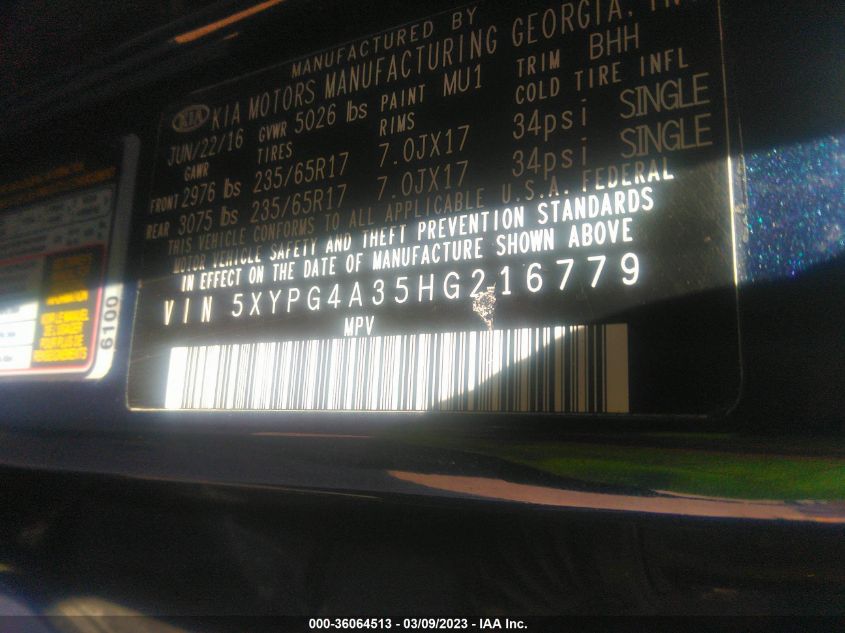 MANUFACTURED BY
KIA KIA MOTORS MANUFACTURING GEORGIA,
JUN/22/16 GVWR 5026 lbs PAINT MU1 TRIM BHH
GAWR TIRES RIMS COLD TIRE INFL
FRONT 2976 lbs 235/65R17 7.0JX17 34psi SINGLE
REAR 3075 lbs 235/65R17 7.0JX17 34psi SINGLE
THIS VEHICLE CONFORMS TO ALL APPLICABLE U.S.A. FEDERAL
MOTOR VEHICLE SAFETY AND THEFT PREVENTION STANDARDS
IN EFFECT ON THE DATE OF MANUFACTURE SHOWN ABOVE
VIN 5XYPG4A35HG216779
MPV
6100
000-36064513 - 03/09/2023 - IAA Inc.